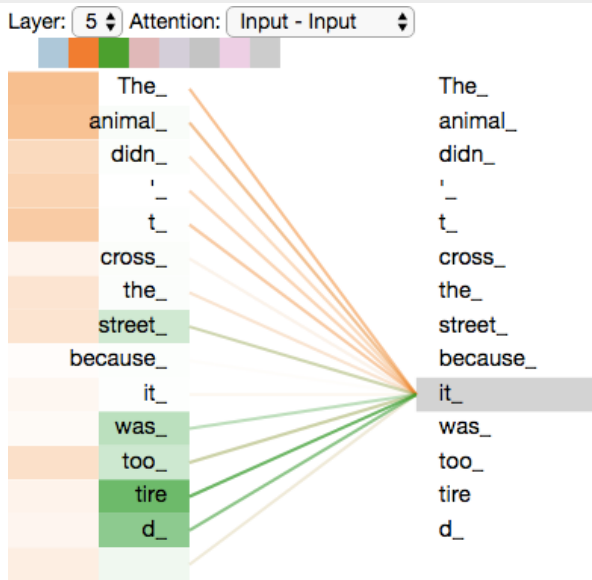 Layer: 5 Attention: Input - Input
The_ The_
animal_ animal_
didn_ didn_
'_ '_
t_ t_
cross_ cross_
the_ the_
street_ street_
because_ because_
it_ it_
was_ was_
too_ too_
tire tire
d_ d_